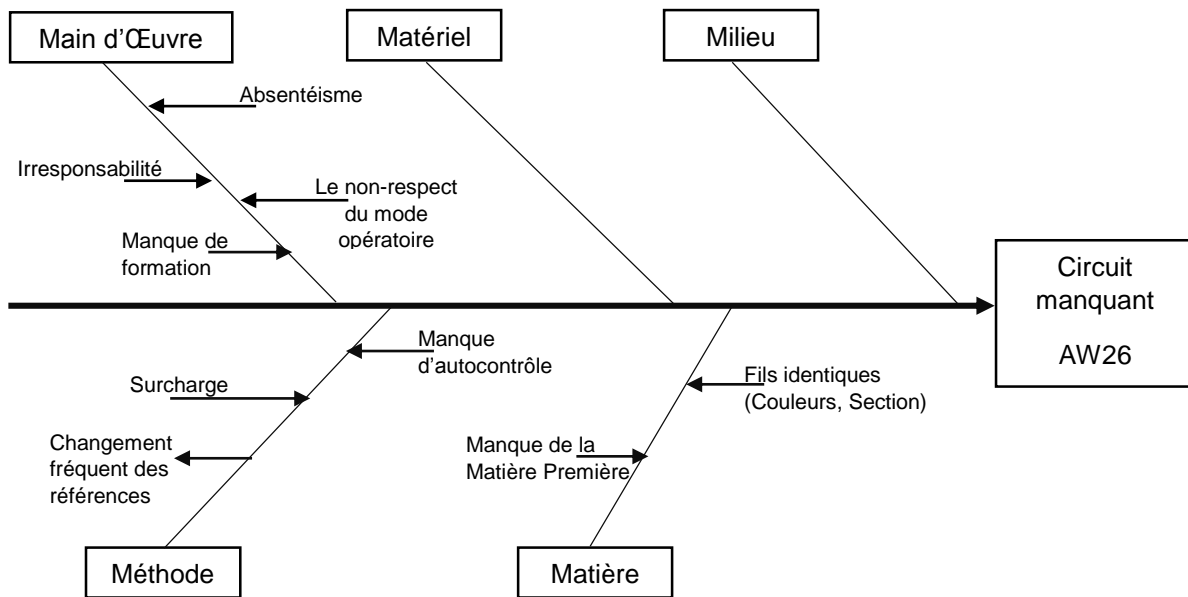 Main d'Œuvre
Matériel
Milieu
Absentéisme
Irresponsabilité
Le non-respect
du mode
opératoire
Manque de
formation
Circuit
manquant
AW26
Manque
d'autocontrôle
Surcharge
Fils identiques
(Couleurs, Section)
Changement
fréquent des
références
Manque de la
Matière Première
Méthode
Matière